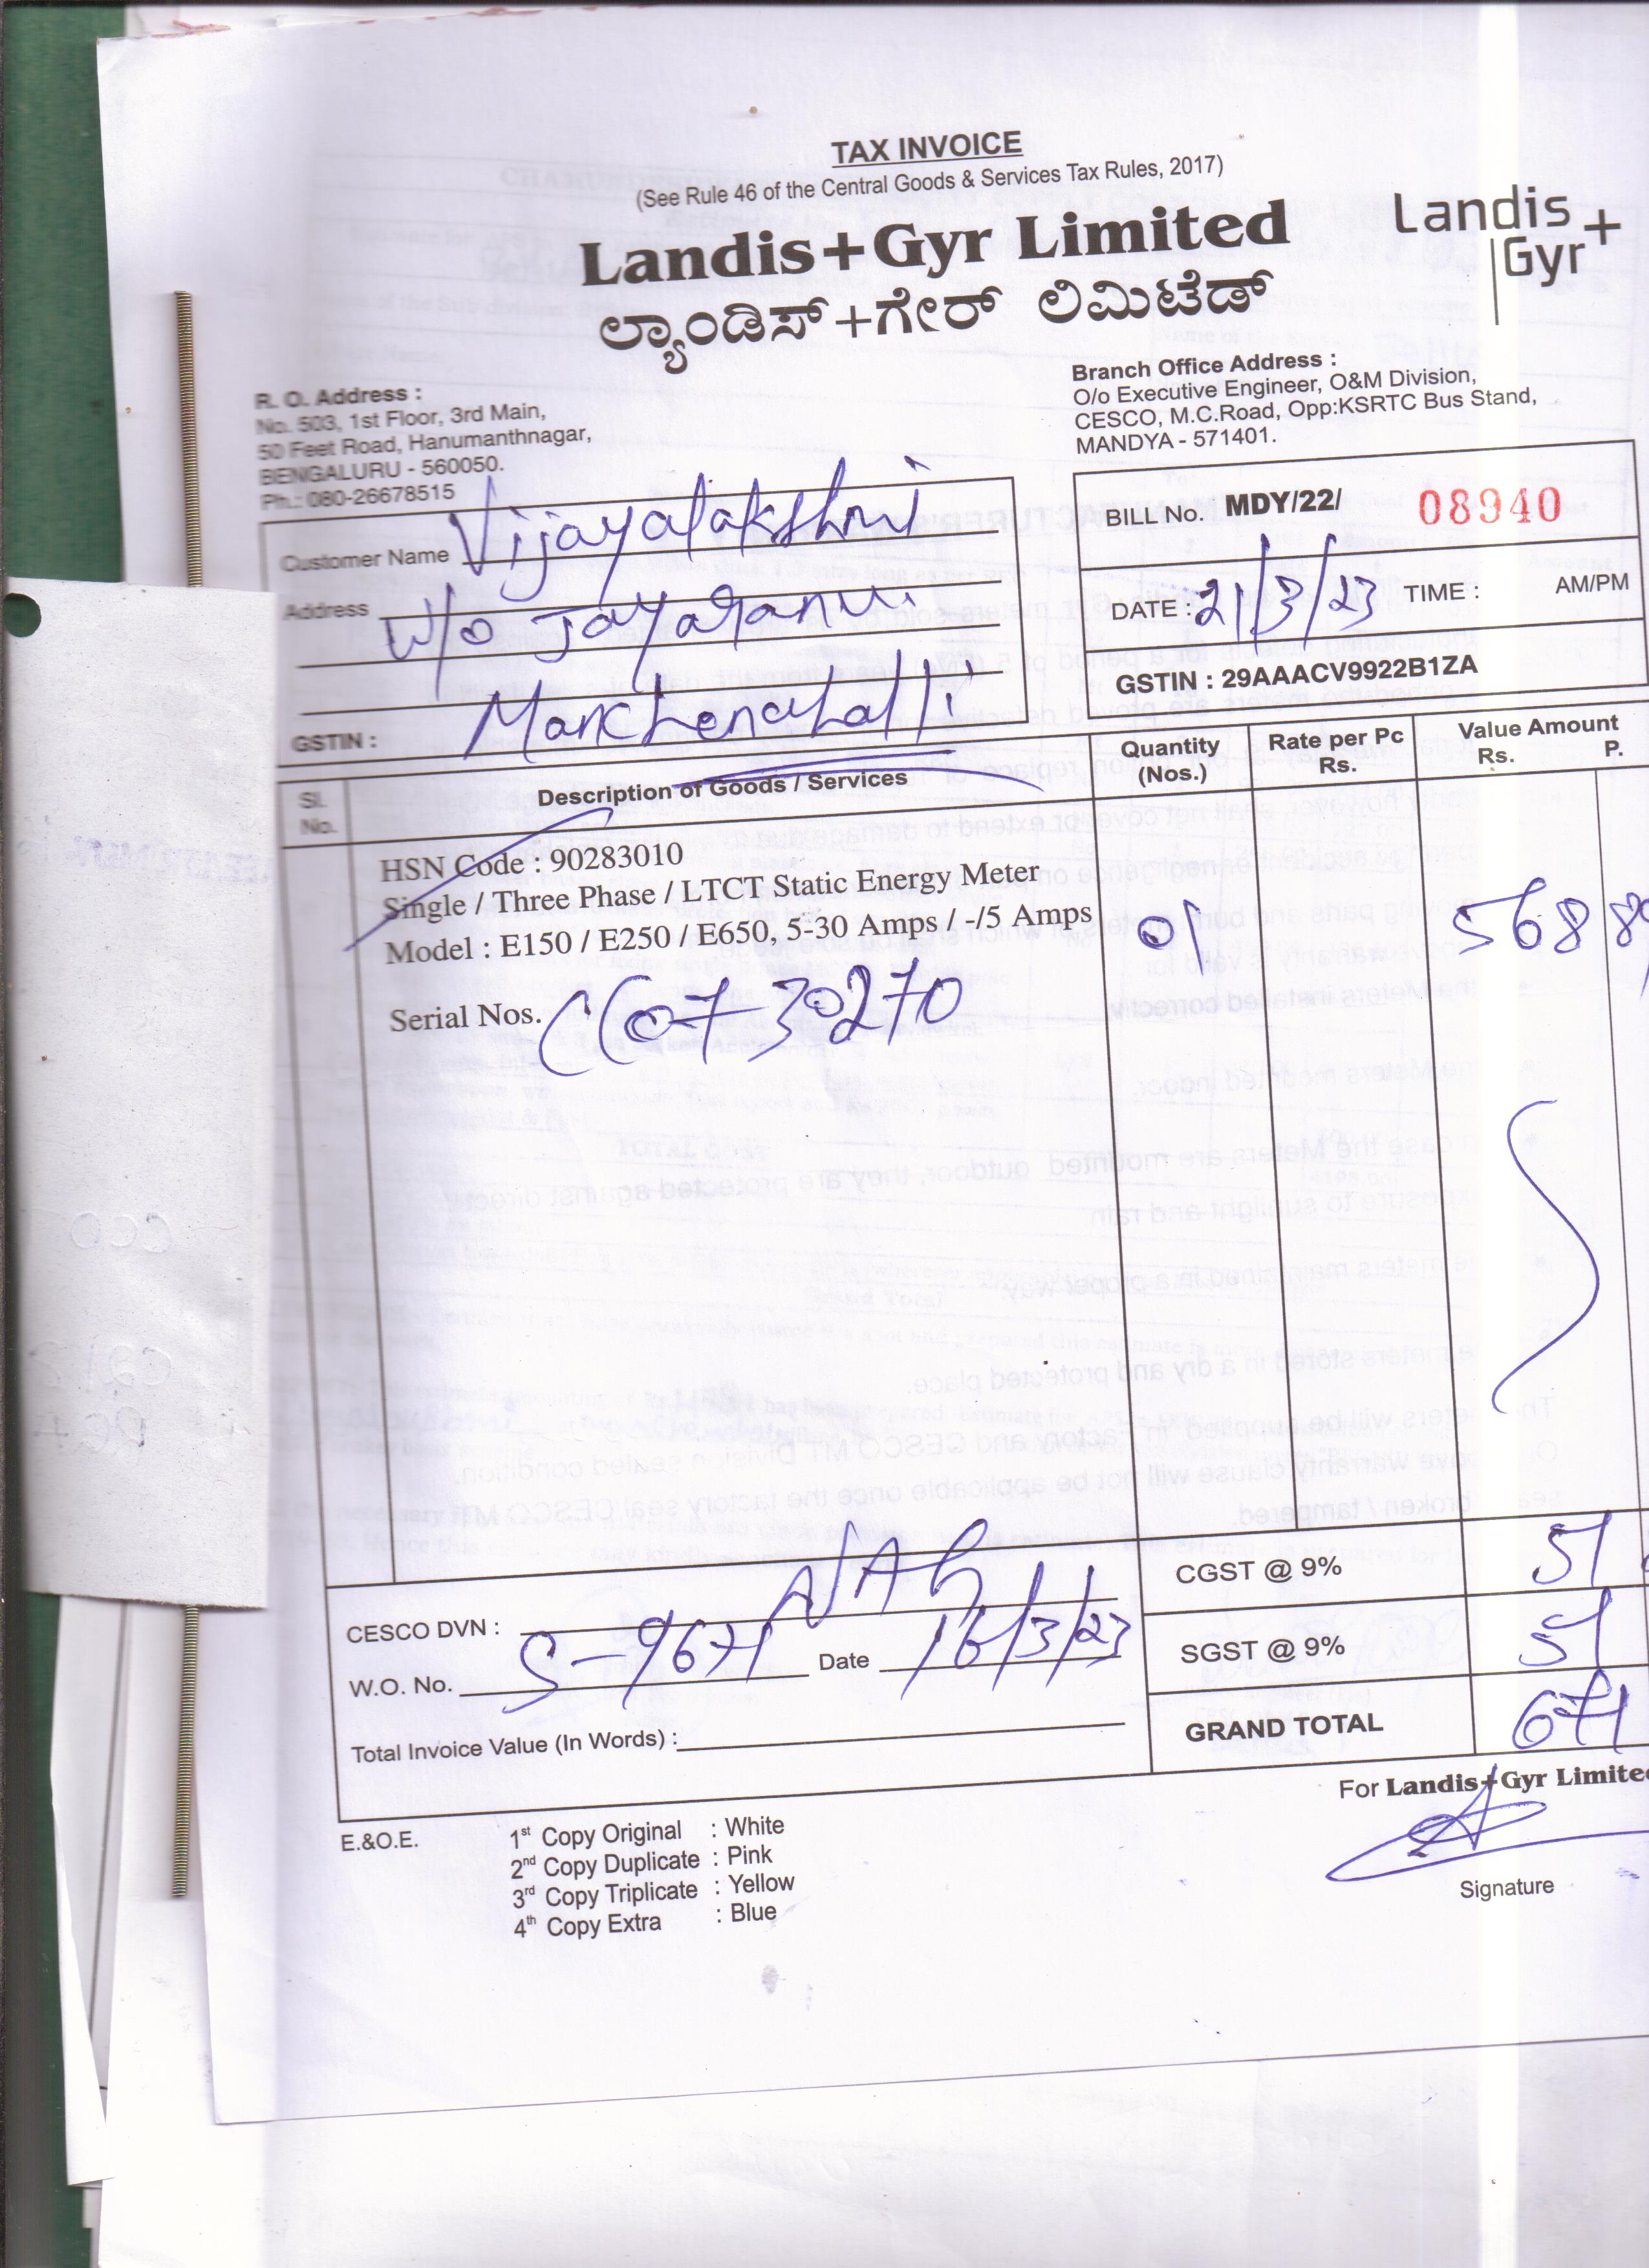 TAX INVOICE
(See Rule 46 of the Central Goods & Services Tax Rules, 2017)
Landis+Gyr Limited
Landis
Gyr+
ಲ್ಯಾಂಡಿಸ್+ಗೇರ್ ಲಿಮಿಟೆಡ್
R. O. Address :
No. 503, 1st Floor, 3rd Main,
50 Feet Road, Hanumanthnagar,
BENGALURU - 560050.
Ph.: 080-26678515
Branch Office Address :
O/o Executive Engineer, O&M Division,
CESCO, M.C.Road, Opp:KSRTC Bus Stand,
MANDYA - 571401.
Customer Name Vijayalakshmi
Address W/o
GSTIN :
BILL No. MDY/22/ 08940
DATE : 21/3/23 TIME : AM/PM
GSTIN : 29AAACV9922B1ZA
Sl. No. Description of Goods / Services Quantity (Nos.) Rate per Pc Rs. Value Amount Rs. P.
HSN Code : 90283010
Single / Three Phase / LTCT Static Energy Meter
Model : E150 / E250 / E650, 5-30 Amps / -/5 Amps 01 568 8
Serial Nos. CC0730270
CGST @ 9% 51
CESCO DVN :
SGST @ 9% 51
W.O. No. S-9671 Date 16/3/23
GRAND TOTAL 671
Total Invoice Value (In Words) :
For Landis+Gyr Limited
Signature
E.&O.E.
1st Copy Original : White
2nd Copy Duplicate : Pink
3rd Copy Triplicate : Yellow
4th Copy Extra : Blue